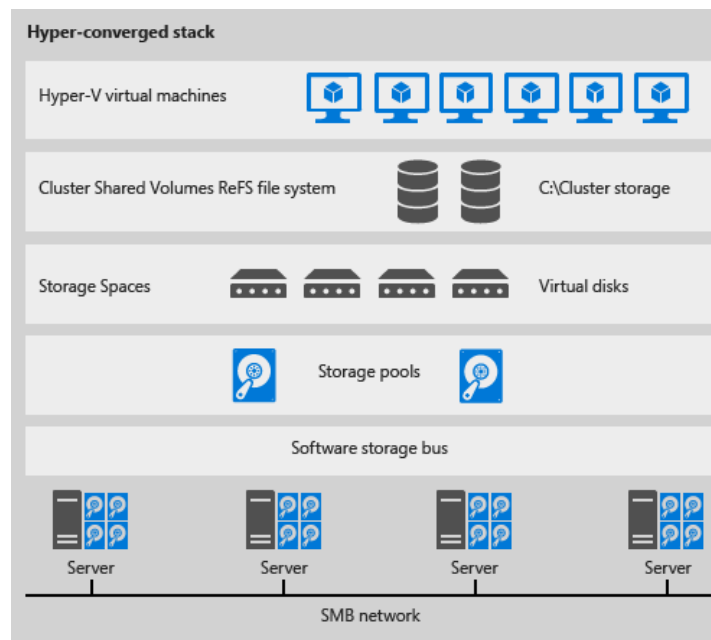 Hyper-converged stack
Hyper-V virtual machines
Cluster Shared Volumes ReFS file system
C:\Cluster storage
Storage Spaces
Virtual disks
Storage pools
Software storage bus
Server
Server
Server
Server
SMB network